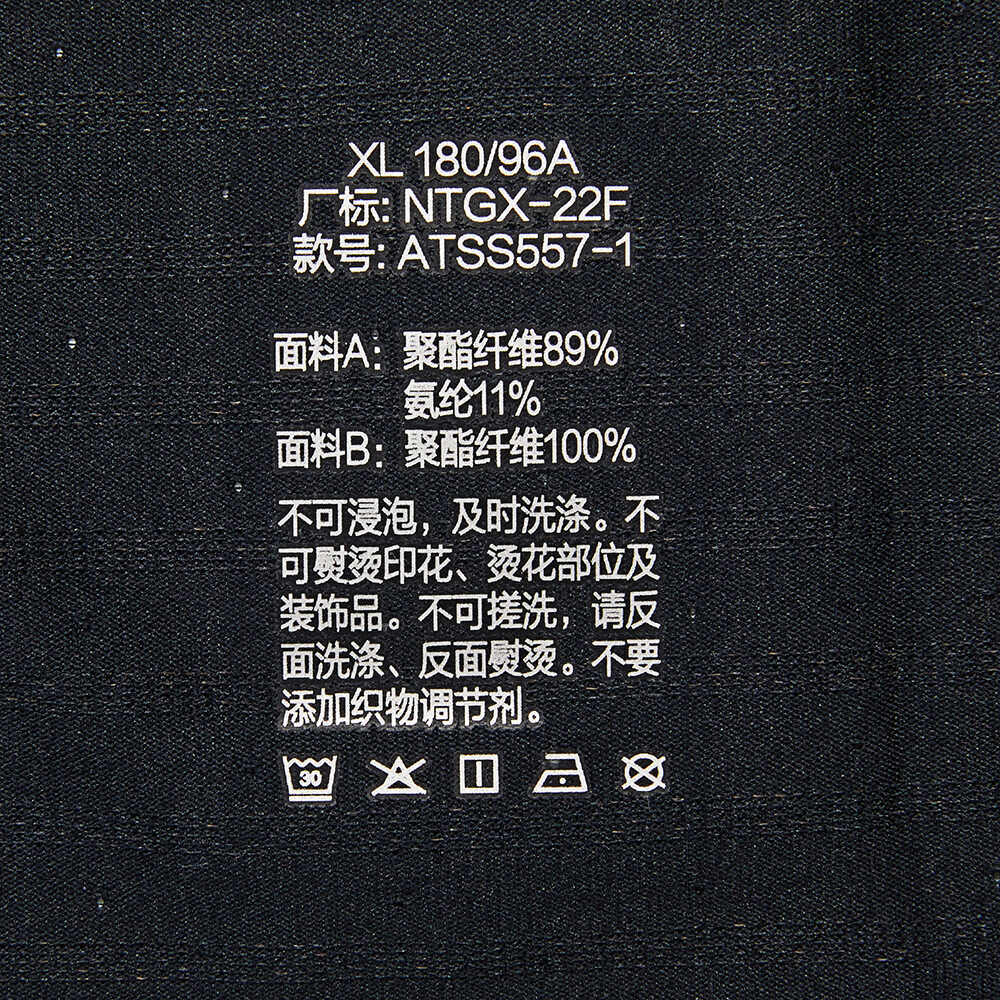 XL 180/96A
厂标: NTGX-22F
款号: ATSS557-1
面料A: 聚酯纤维89%
氨纶11%
面料B: 聚酯纤维100%
不可浸泡，及时洗涤。不
可熨烫印花、烫花部位及
装饰品。不可搓洗，请反
面洗涤、反面熨烫。不要
添加织物调节剂。
30